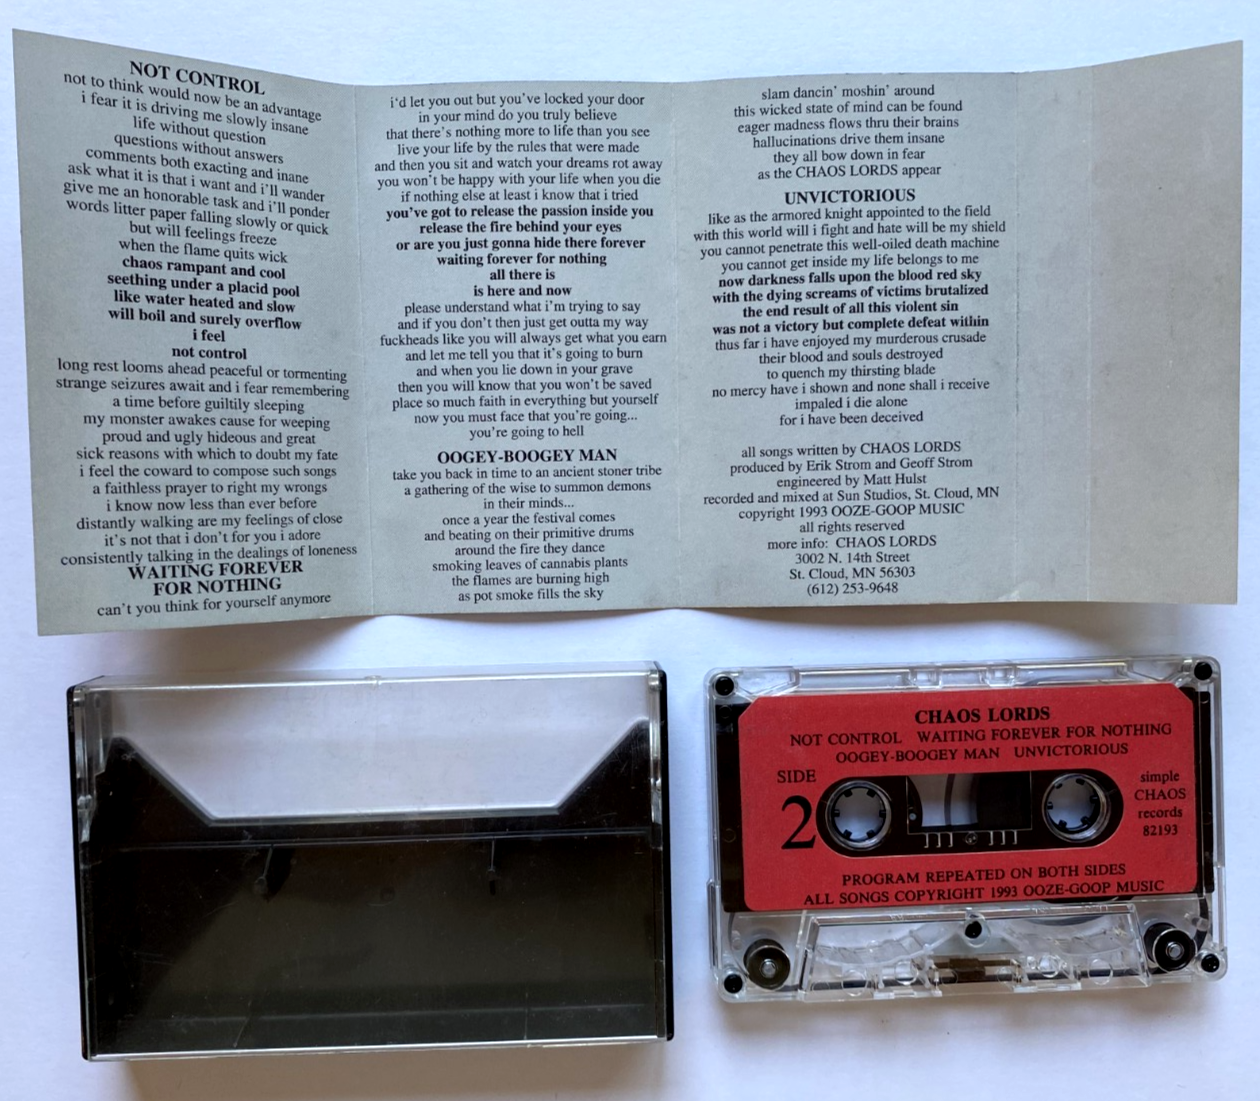 NOT CONTROL
not to think would now be an advantage
i fear it is driving me slowly insane
life without question
questions without answers
comments both exacting and inane
ask what it is that i want and i'll wander
give me an honorable task and i'll ponder
words litter paper falling slowly or quick
but will feelings freeze
when the flame quits wick
chaos rampant and cool
seething under a placid pool
like water heated and slow
will boil and surely overflow
i feel
not control
long rest looms ahead peaceful or tormenting
strange seizures await and i fear remembering
a time before guiltily sleeping
my monster awakes cause for weeping
proud and ugly hideous and great
sick reasons with which to doubt my fate
i feel the coward to compose such songs
a faithless prayer to right my wrongs
i know now less than ever before
distantly walking are my feelings of close
it's not that i don't for you i adore
consistently talking in the dealings of loneness
WAITING FOREVER
FOR NOTHING
can't you think for yourself anymore
i'd let you out but you've locked your door
in your mind do you truly believe
that there's nothing more to life than you see
live your life by the rules that were made
and then you sit and watch your dreams rot away
you won't be happy with your life when you die
if nothing else at least i know that i tried
you've got to release the passion inside you
release the fire behind your eyes
or are you just gonna hide there forever
waiting forever for nothing
all there is
is here and now
please understand what i'm trying to say
and if you don't then just get outta my way
fuckheads like you will always get what you earn
and let me tell you that it's going to burn
and when you lie down in your grave
then you will know that you won't be saved
place so much faith in everything but yourself
now you must face that you're going...
you're going to hell
OOGEY-BOOGEY MAN
take you back in time to an ancient stoner tribe
a gathering of the wise to summon demons
in their minds...
once a year the festival comes
and beating on their primitive drums
around the fire they dance
smoking leaves of cannabis plants
the flames are burning high
as pot smoke fills the sky
slam dancin' moshin' around
this wicked state of mind can be found
eager madness flows thru their brains
hallucinations drive them insane
they all bow down in fear
as the CHAOS LORDS appear
UNVICTORIOUS
like as the armored knight appointed to the field
with this world will i fight and hate will be my shield
you cannot penetrate this well-oiled death machine
you cannot get inside my life belongs to me
now darkness falls upon the blood red sky
with the dying screams of victims brutalized
the end result of all this violent sin
was not a victory but complete defeat within
thus far i have enjoyed my murderous crusade
their blood and souls destroyed
to quench my thirsting blade
no mercy have i shown and none shall i receive
impaled i die alone
for i have been deceived
all songs written by CHAOS LORDS
produced by Erik Strom and Geoff Strom
engineered by Matt Hulst
recorded and mixed at Sun Studios, St. Cloud, MN
copyright 1993 OOZE-GOOP MUSIC
all rights reserved
more info: CHAOS LORDS
3002 N. 14th Street
St. Cloud, MN 56303
(612) 253-9648
CHAOS LORDS
NOT CONTROL WAITING FOREVER FOR NOTHING
OOGEY-BOOGEY MAN UNVICTORIOUS
SIDE
2
simple
CHAOS
records
82193
PROGRAM REPEATED ON BOTH SIDES
ALL SONGS COPYRIGHT 1993 OOZE-GOOP MUSIC